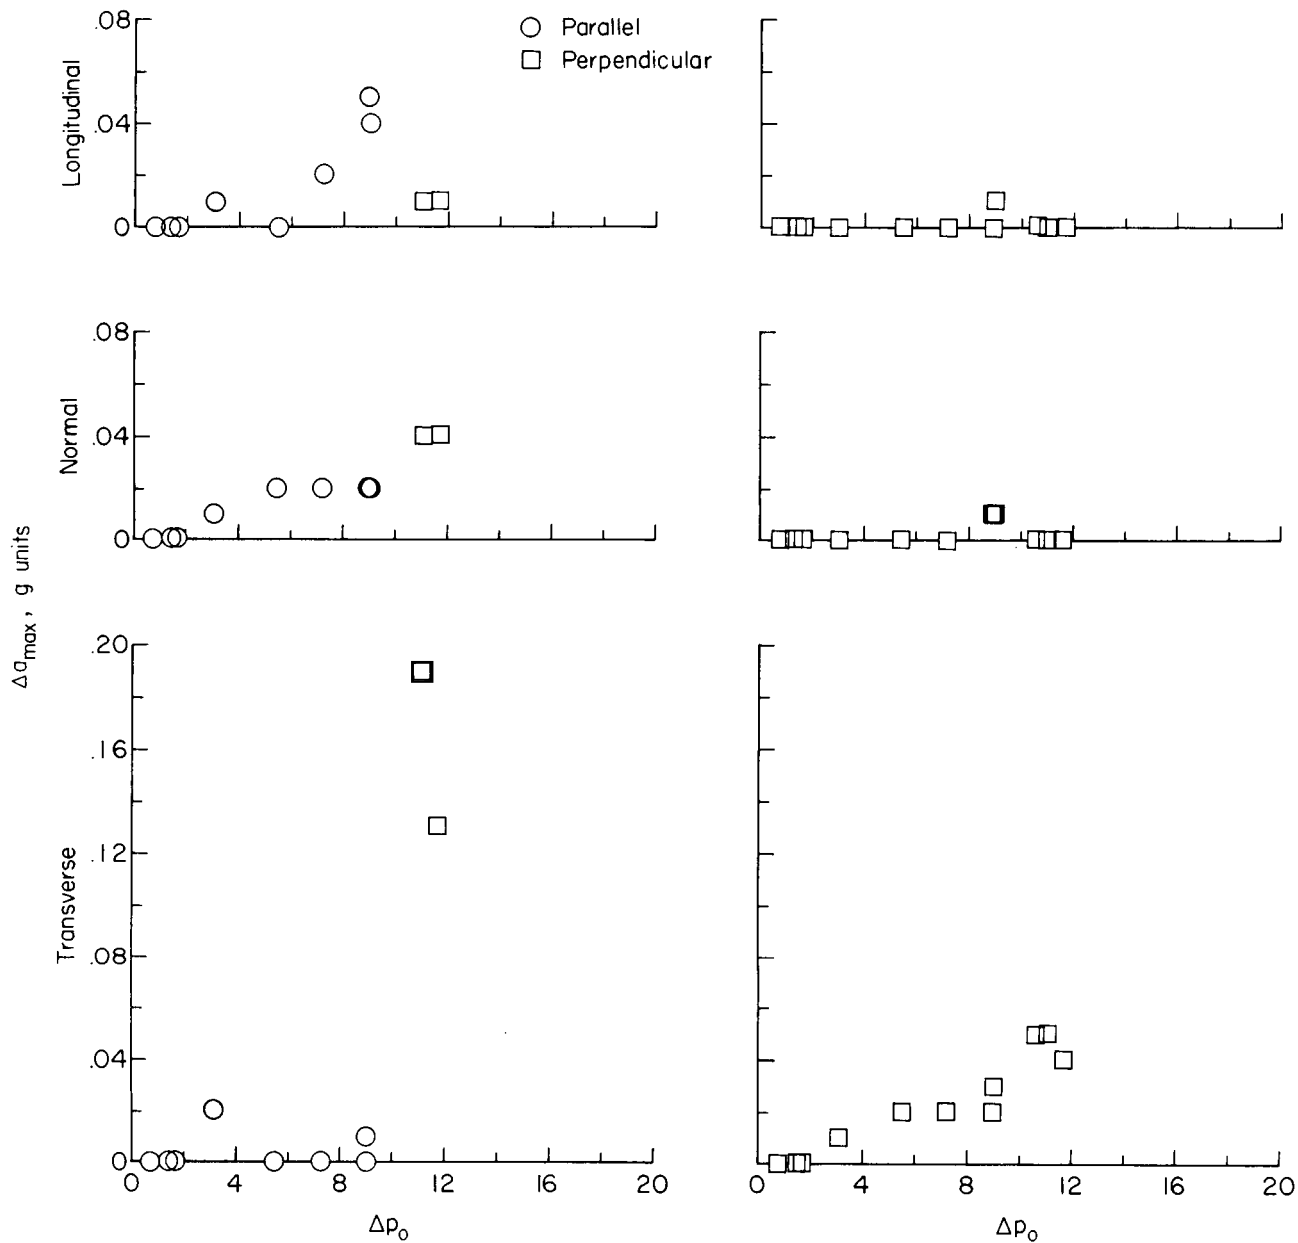 Parallel
Perpendicular
Longitudinal
.08
.04
0
Normal
.08
.04
0
Δa_max, g units
Transverse
.20
.16
.12
.08
.04
0
0 4 8 12 16 20
Δp_o
0 4 8 12 16 20
Δp_o